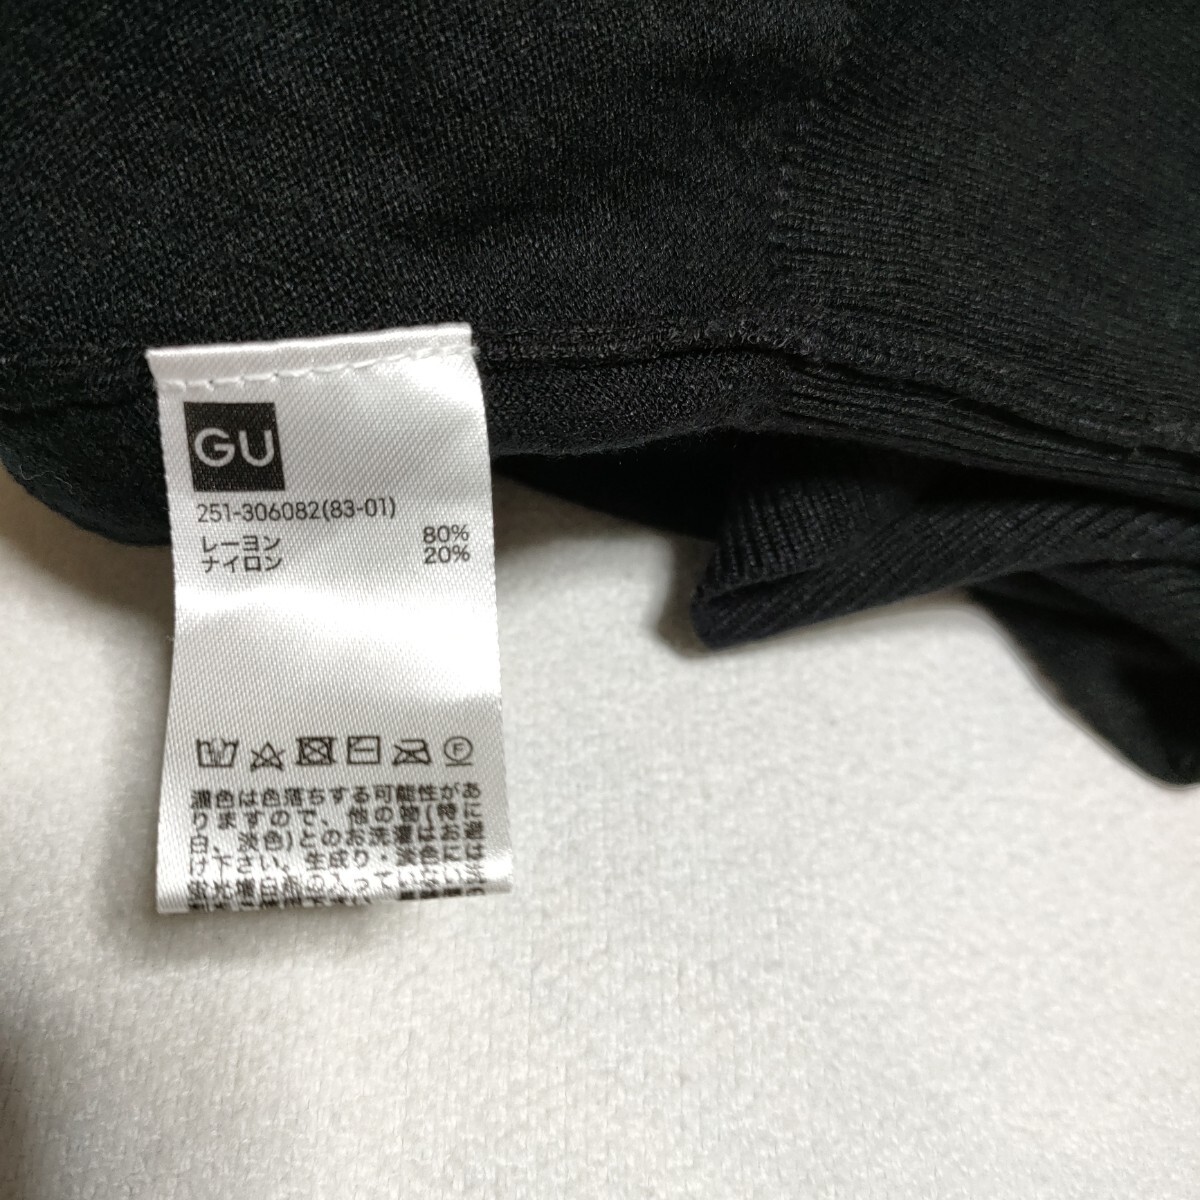 GU
251-306082(83-01)
レーヨン 80%
ナイロン 20%
F
濃色は色落ちする可能性があ
りますので、他の物(特に
白、淡色)とのお洗濯はお避
け下さい。生成り・淡色には